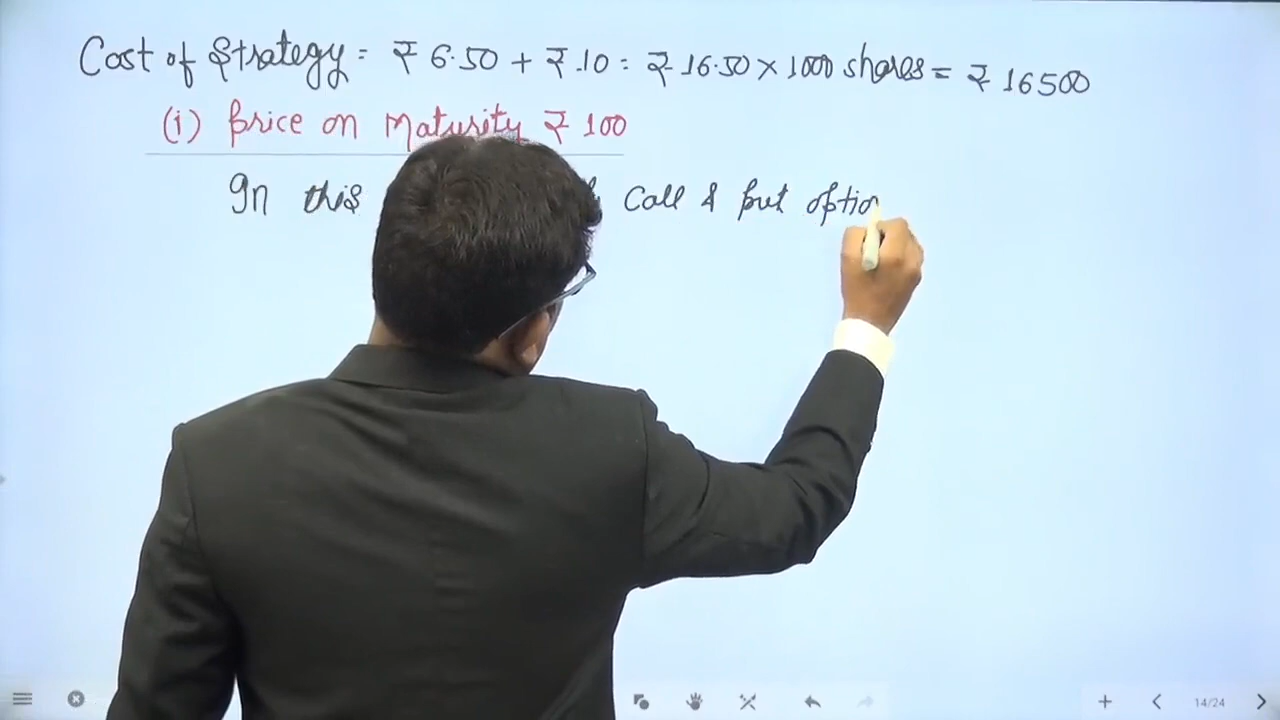 Cost of Strategy = ₹ 6.50 + ₹.10 = ₹ 16.50 × 1000 shares = ₹ 16500
(i) Price on Maturity ₹ 100
In this Call & put optio
14/24